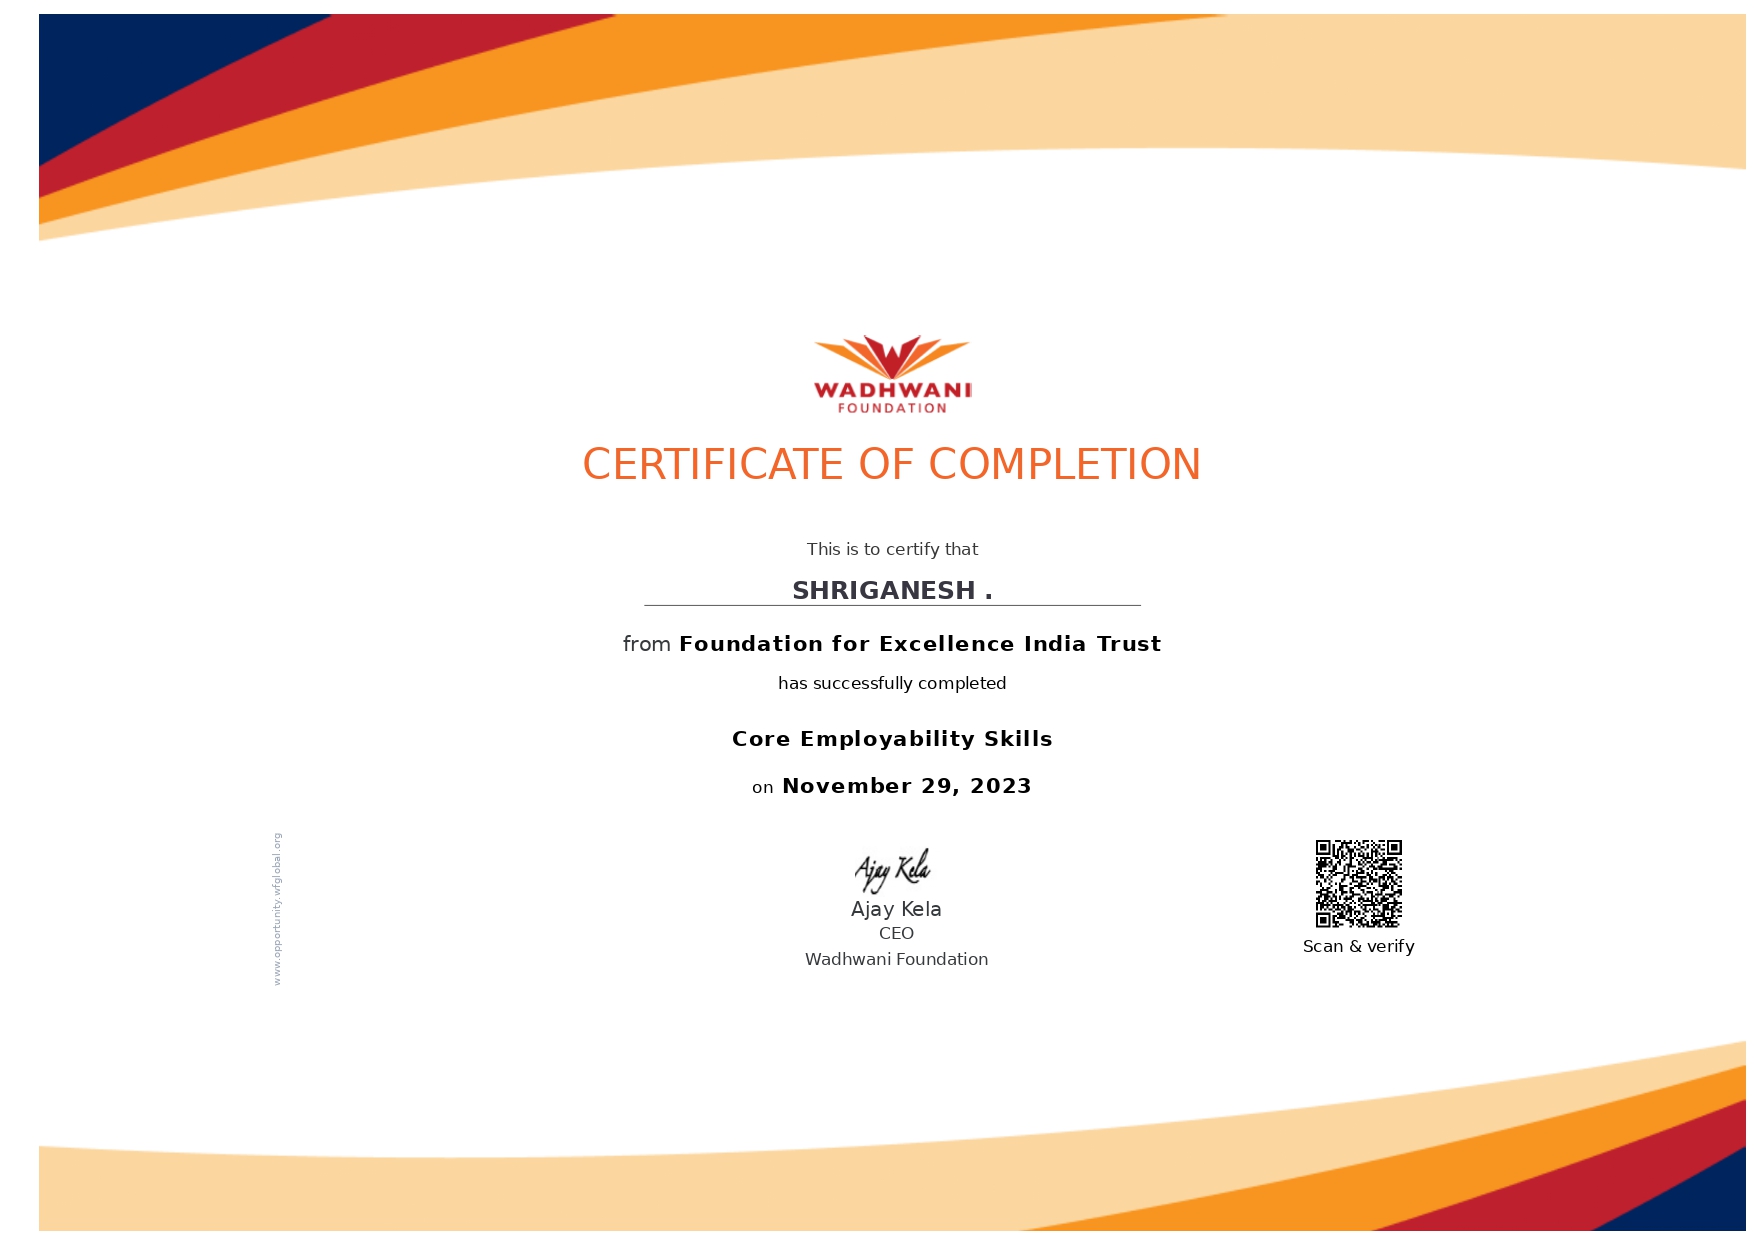 WADHWANI
FOUNDATION
CERTIFICATE OF COMPLETION
This is to certify that
SHRIGANESH .
from Foundation for Excellence India Trust
has successfully completed
Core Employability Skills
on November 29, 2023
www.opportunity.wfglobal.org
Ajay Kela
Ajay Kela
CEO
Wadhwani Foundation
Scan & verify